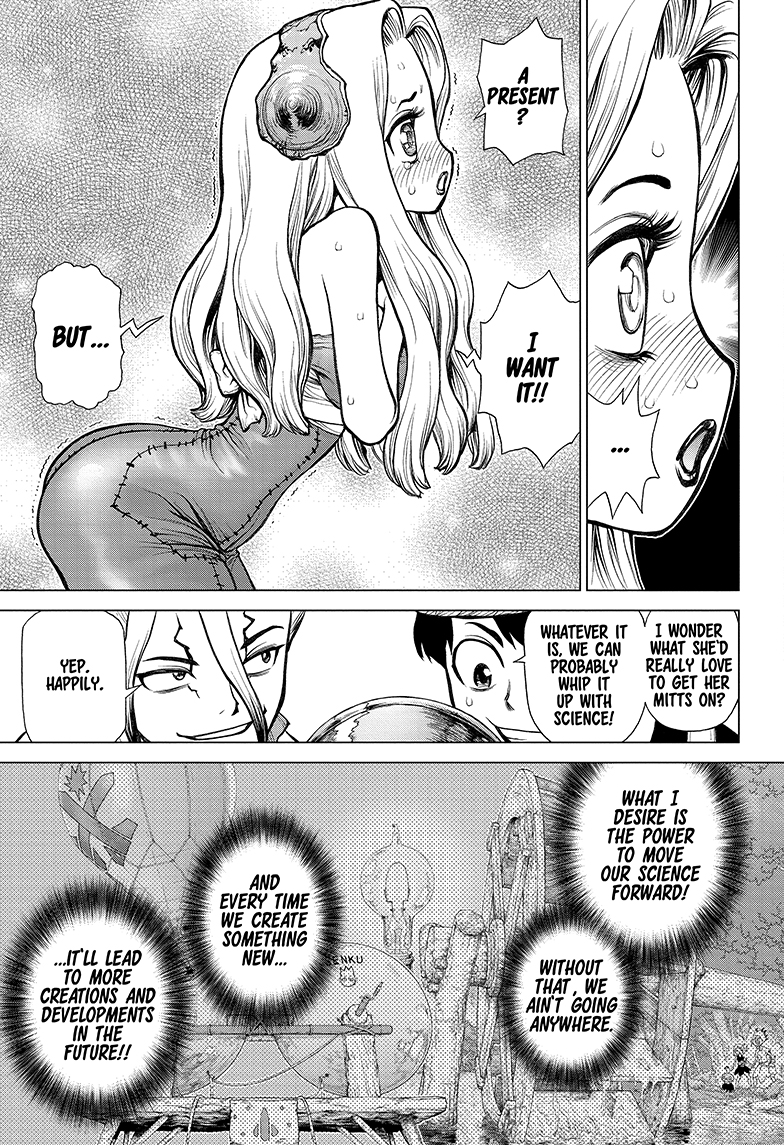 ...
A
PRESENT
?
I
WANT
IT!!
BUT...
I WONDER
WHAT SHE'D
REALLY LOVE
TO GET HER
MITTS ON?
WHATEVER IT
IS, WE CAN
PROBABLY
WHIP IT
UP WITH
SCIENCE!
YEP.
HAPPILY.
WHAT I
DESIRE IS
THE POWER
TO MOVE
OUR SCIENCE
FORWARD!
WITHOUT
THAT, WE
AIN'T GOING
ANYWHERE.
AND
EVERY TIME
WE CREATE
SOMETHING
NEW...
ENKU
...IT'LL LEAD
TO MORE
CREATIONS AND
DEVELOPMENTS
IN THE
FUTURE!!